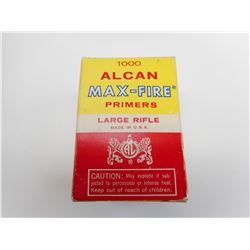 1000
ALCAN
MAX-FIRE®
PRIMERS
LARGE RIFLE
MADE IN U.S.A.
CAUTION: May explode if sub-
jected to percussion or intense heat.
Keep out of reach of children.